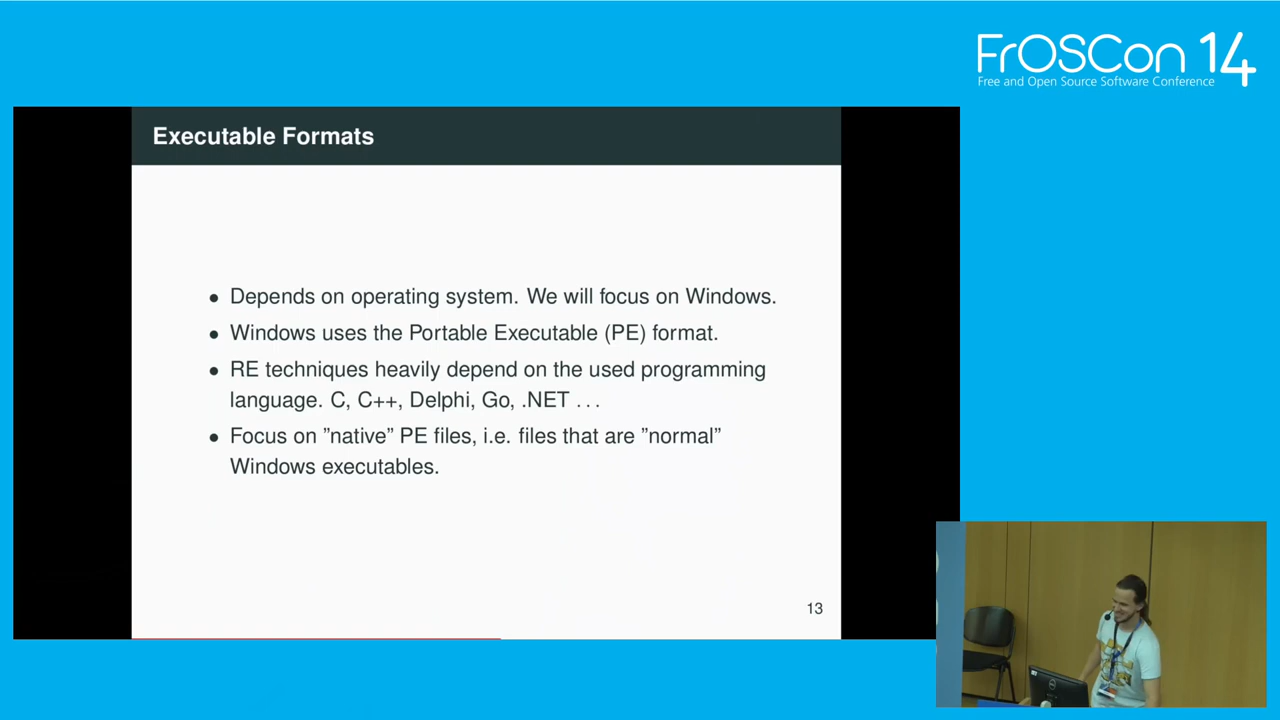 FrOSCon 14
Free and Open Source Software Conference
Executable Formats
• Depends on operating system. We will focus on Windows.
• Windows uses the Portable Executable (PE) format.
• RE techniques heavily depend on the used programming
language. C, C++, Delphi, Go, .NET . . .
• Focus on ”native” PE files, i.e. files that are ”normal”
Windows executables.
13